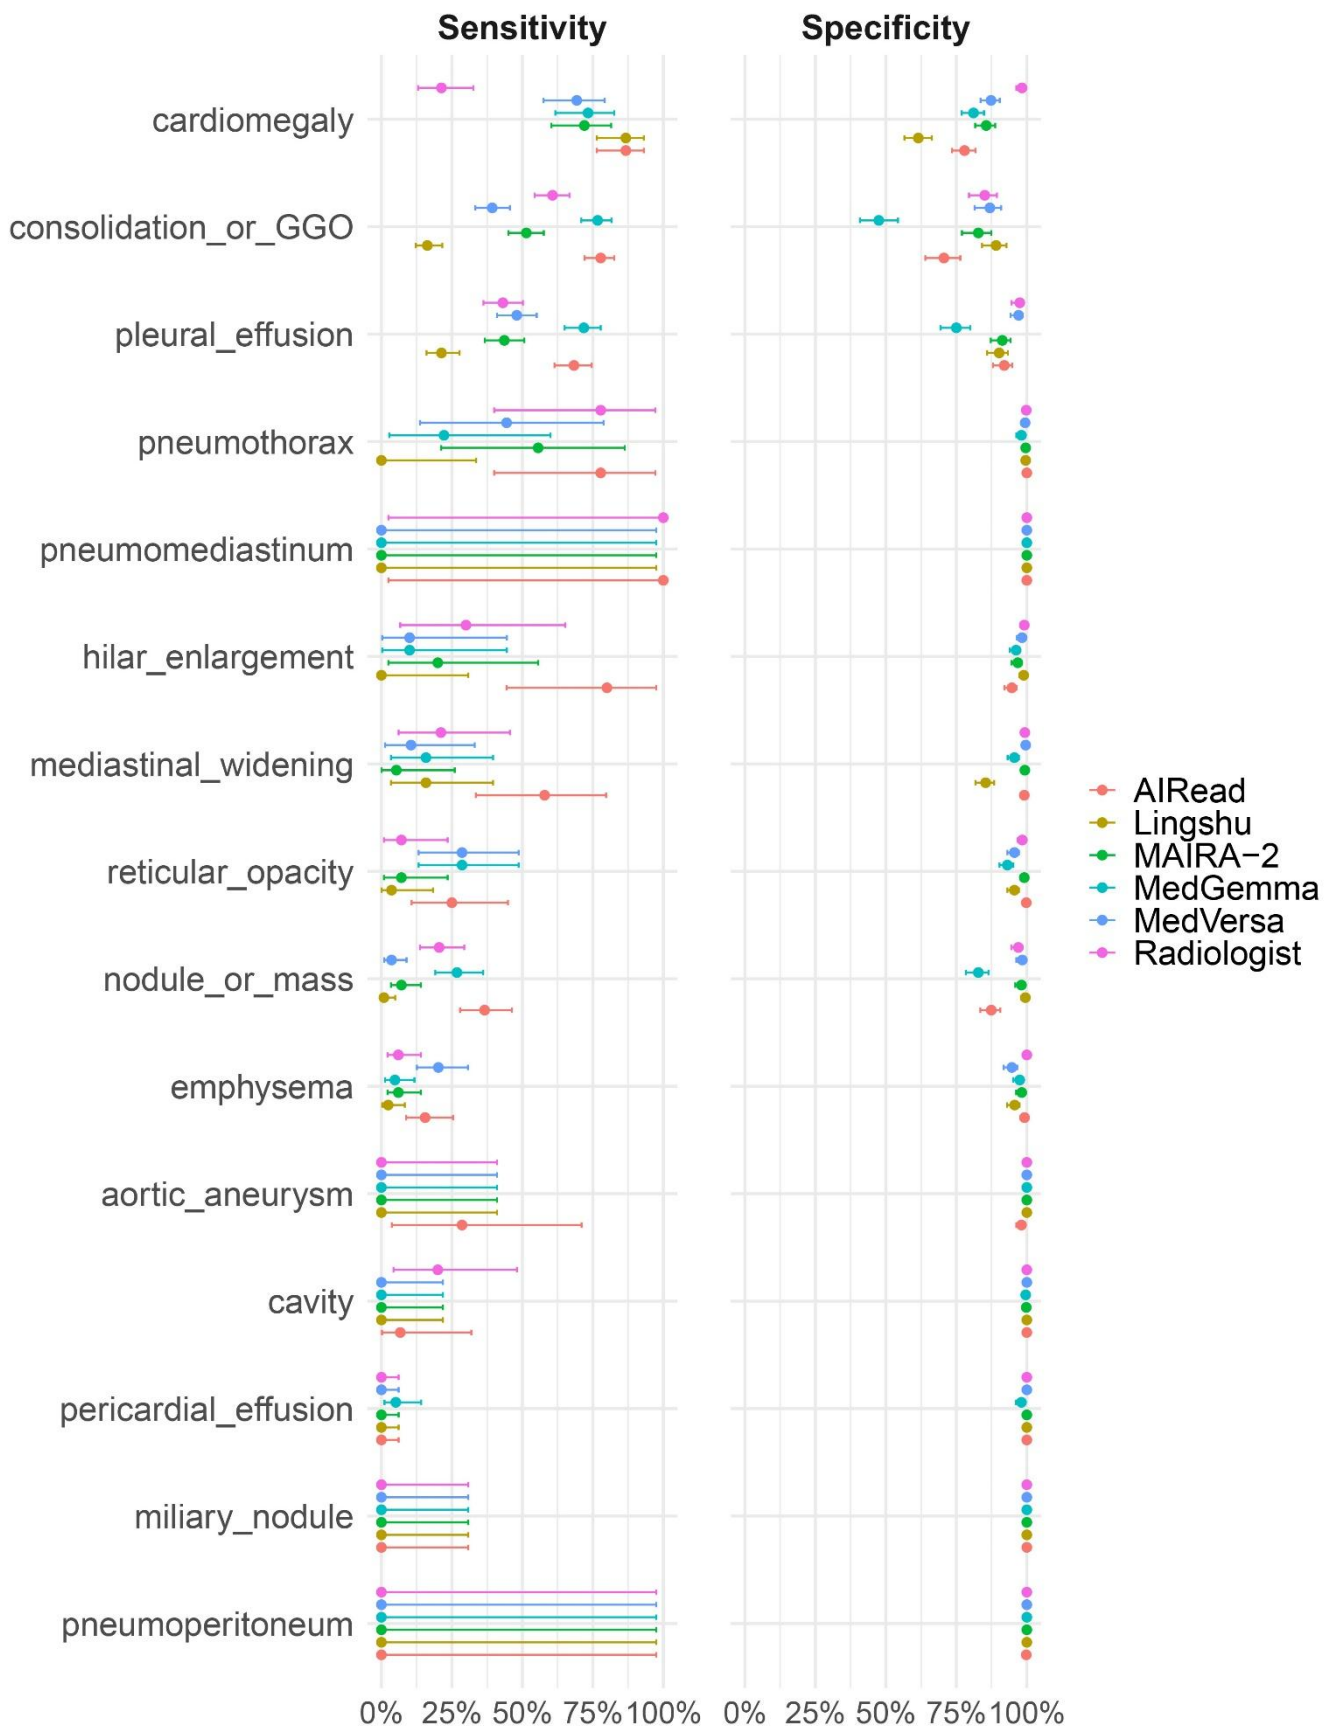 Sensitivity Specificity
cardiomegaly
consolidation_or_GGO
pleural_effusion
pneumothorax
pneumomediastinum
hilar_enlargement
mediastinal_widening
reticular_opacity
nodule_or_mass
emphysema
aortic_aneurysm
cavity
pericardial_effusion
miliary_nodule
pneumoperitoneum
0% 25% 50% 75% 100% 0% 25% 50% 75% 100%
AIRead
Lingshu
MAIRA−2
MedGemma
MedVersa
Radiologist